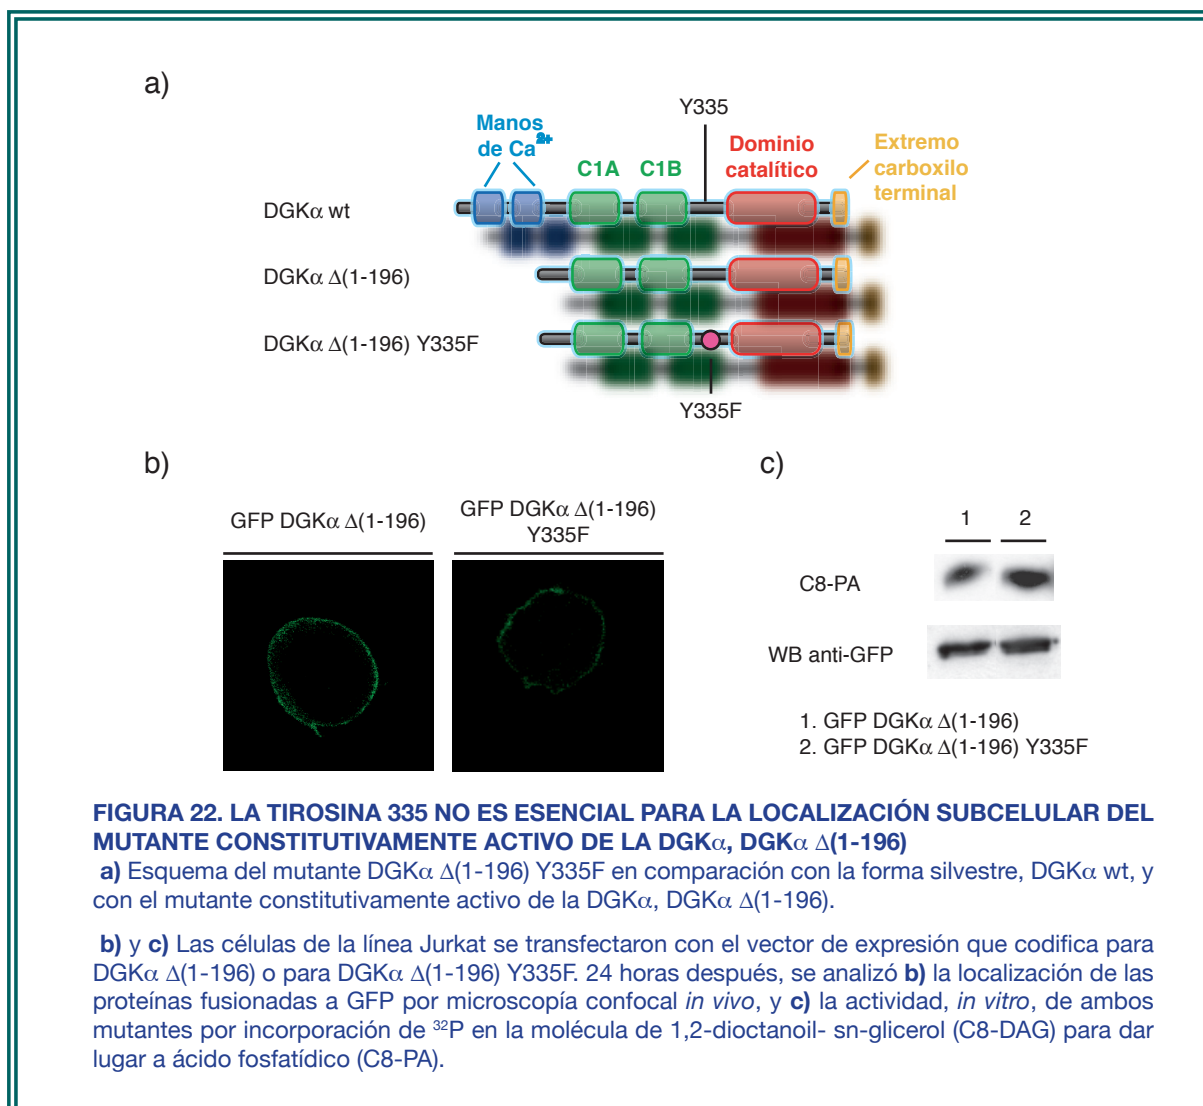 a)
Y335
Manos
de Ca2+
C1A
C1B
Dominio
catalítico
Extremo
carboxilo
terminal
DGKα wt
DGKα Δ(1-196)
DGKα Δ(1-196) Y335F
Y335F
b)
GFP DGKα Δ(1-196)
GFP DGKα Δ(1-196)
Y335F
c)
1
2
C8-PA
WB anti-GFP
1. GFP DGKα Δ(1-196)
2. GFP DGKα Δ(1-196) Y335F
FIGURA 22. LA TIROSINA 335 NO ES ESENCIAL PARA LA LOCALIZACIÓN SUBCELULAR DEL
MUTANTE CONSTITUTIVAMENTE ACTIVO DE LA DGKα, DGKα Δ(1-196)
a) Esquema del mutante DGKα Δ(1-196) Y335F en comparación con la forma silvestre, DGKα wt, y
con el mutante constitutivamente activo de la DGKα, DGKα Δ(1-196).
b) y c) Las células de la línea Jurkat se transfectaron con el vector de expresión que codifica para
DGKα Δ(1-196) o para DGKα Δ(1-196) Y335F. 24 horas después, se analizó b) la localización de las
proteínas fusionadas a GFP por microscopía confocal in vivo, y c) la actividad, in vitro, de ambos
mutantes por incorporación de ³²P en la molécula de 1,2-dioctanoil- sn-glicerol (C8-DAG) para dar
lugar a ácido fosfatídico (C8-PA).